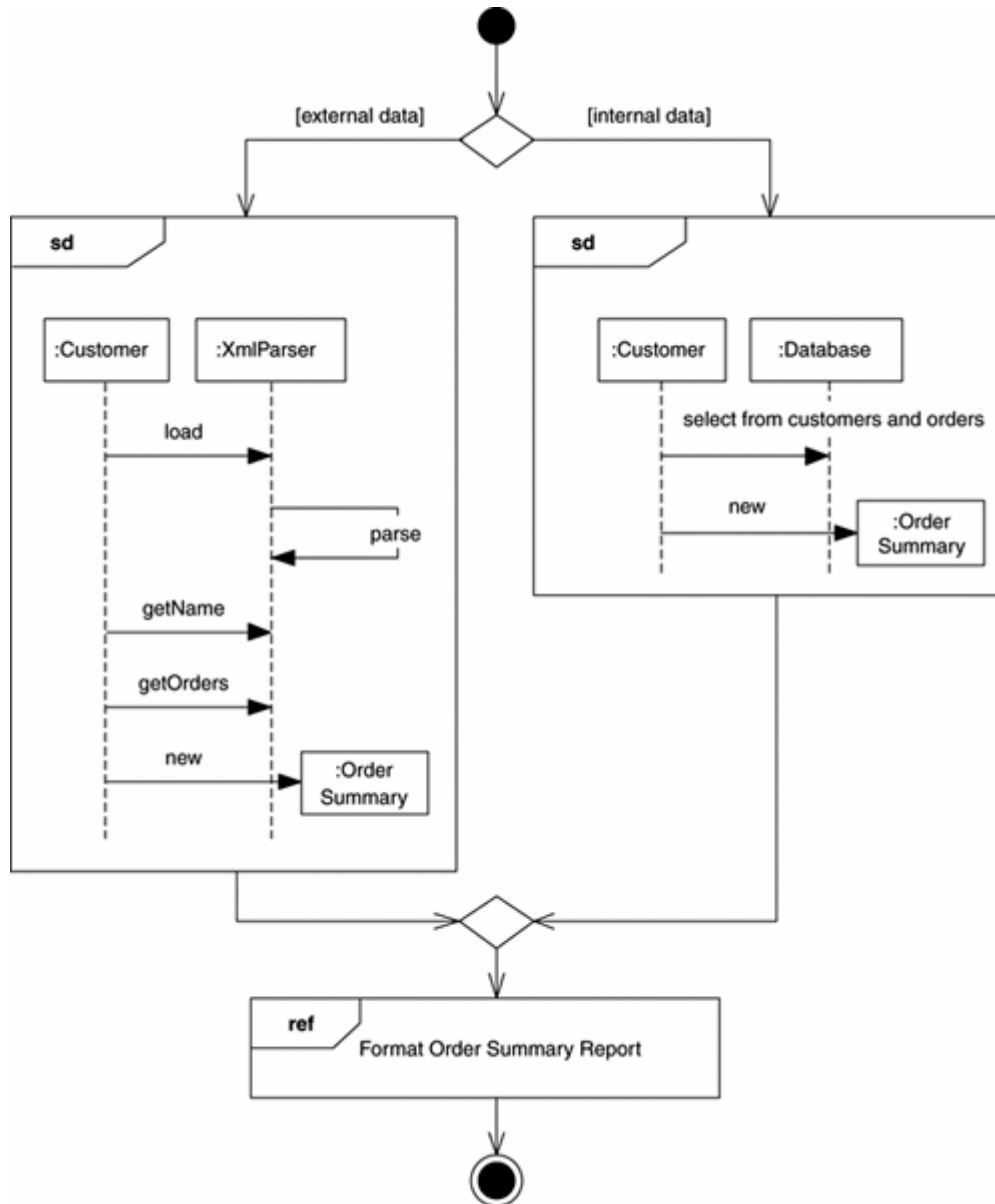 [external data]
[internal data]
sd
:Customer
:XmlParser
load
parse
getName
getOrders
new
:Order
Summary
sd
:Customer
:Database
select from customers and orders
new
:Order
Summary
ref
Format Order Summary Report